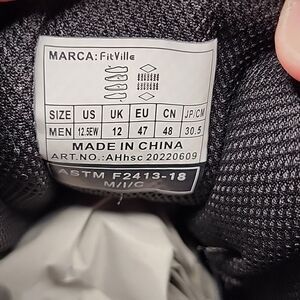 MARCA: FitVille
SIZE US UK EU CN JP/CM
MEN 12.5EW 12 47 48 30.5
MADE IN CHINA
ART.NO.:AHhsc 20220609
ASTM F2413-18
M/I/C